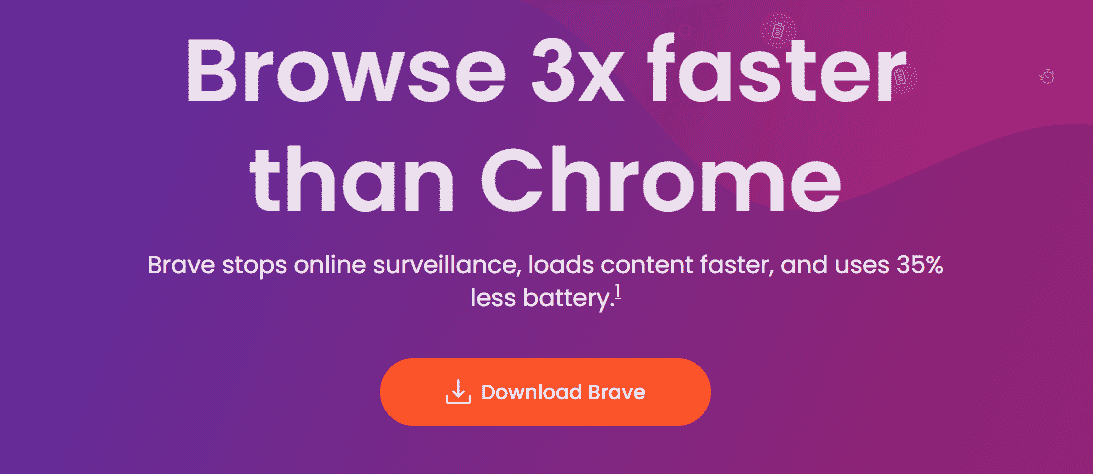 Browse 3x faster
than Chrome
Brave stops online surveillance, loads content faster, and uses 35%
less battery.1
Download Brave